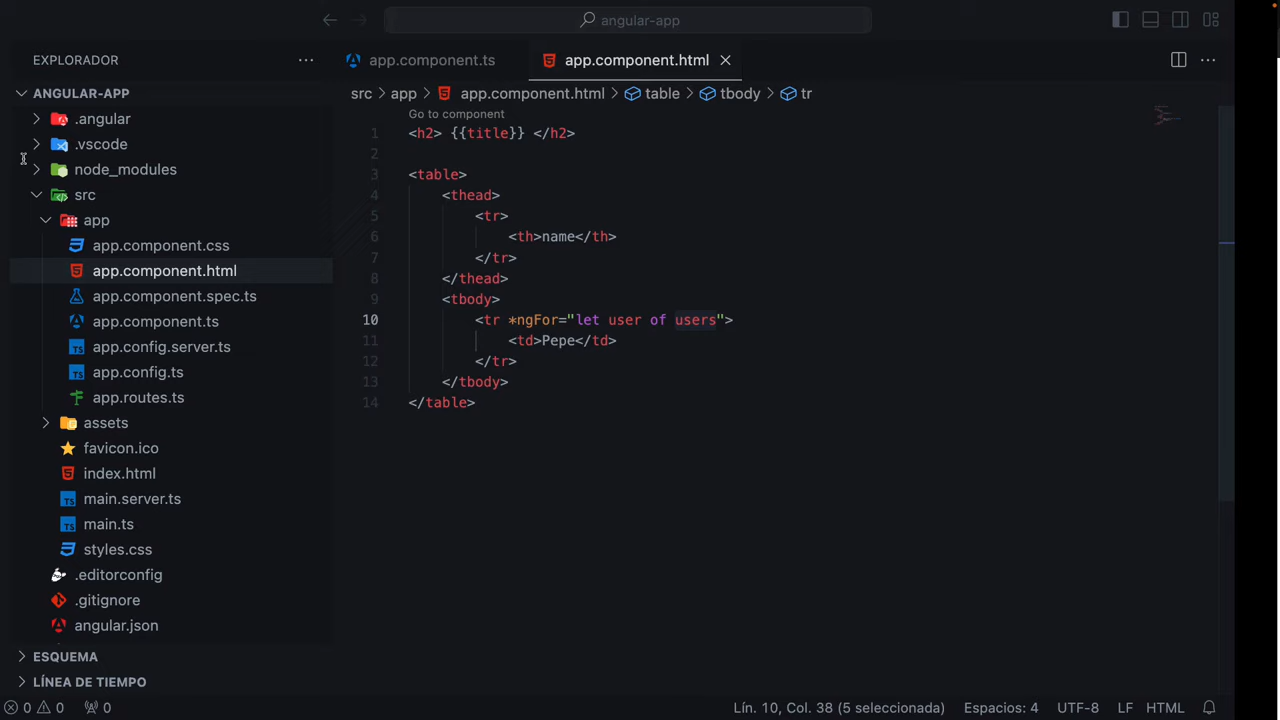 angular-app
EXPLORADOR
app.component.ts
app.component.html
ANGULAR-APP
src > app > app.component.html > table > tbody > tr
.angular
.vscode
node_modules
src
app
app.component.css
app.component.html
app.component.spec.ts
app.component.ts
app.config.server.ts
app.config.ts
app.routes.ts
assets
favicon.ico
index.html
main.server.ts
main.ts
styles.css
.editorconfig
.gitignore
angular.json
ESQUEMA
LÍNEA DE TIEMPO
Go to component
1 <h2> {{title}} </h2>
2
3 <table>
4 <thead>
5 <tr>
6 <th>name</th>
7 </tr>
8 </thead>
9 <tbody>
10 <tr *ngFor="let user of users">
11 <td>Pepe</td>
12 </tr>
13 </tbody>
14 </table>
0 0 0 Lín. 10, Col. 38 (5 seleccionada) Espacios: 4 UTF-8 LF HTML